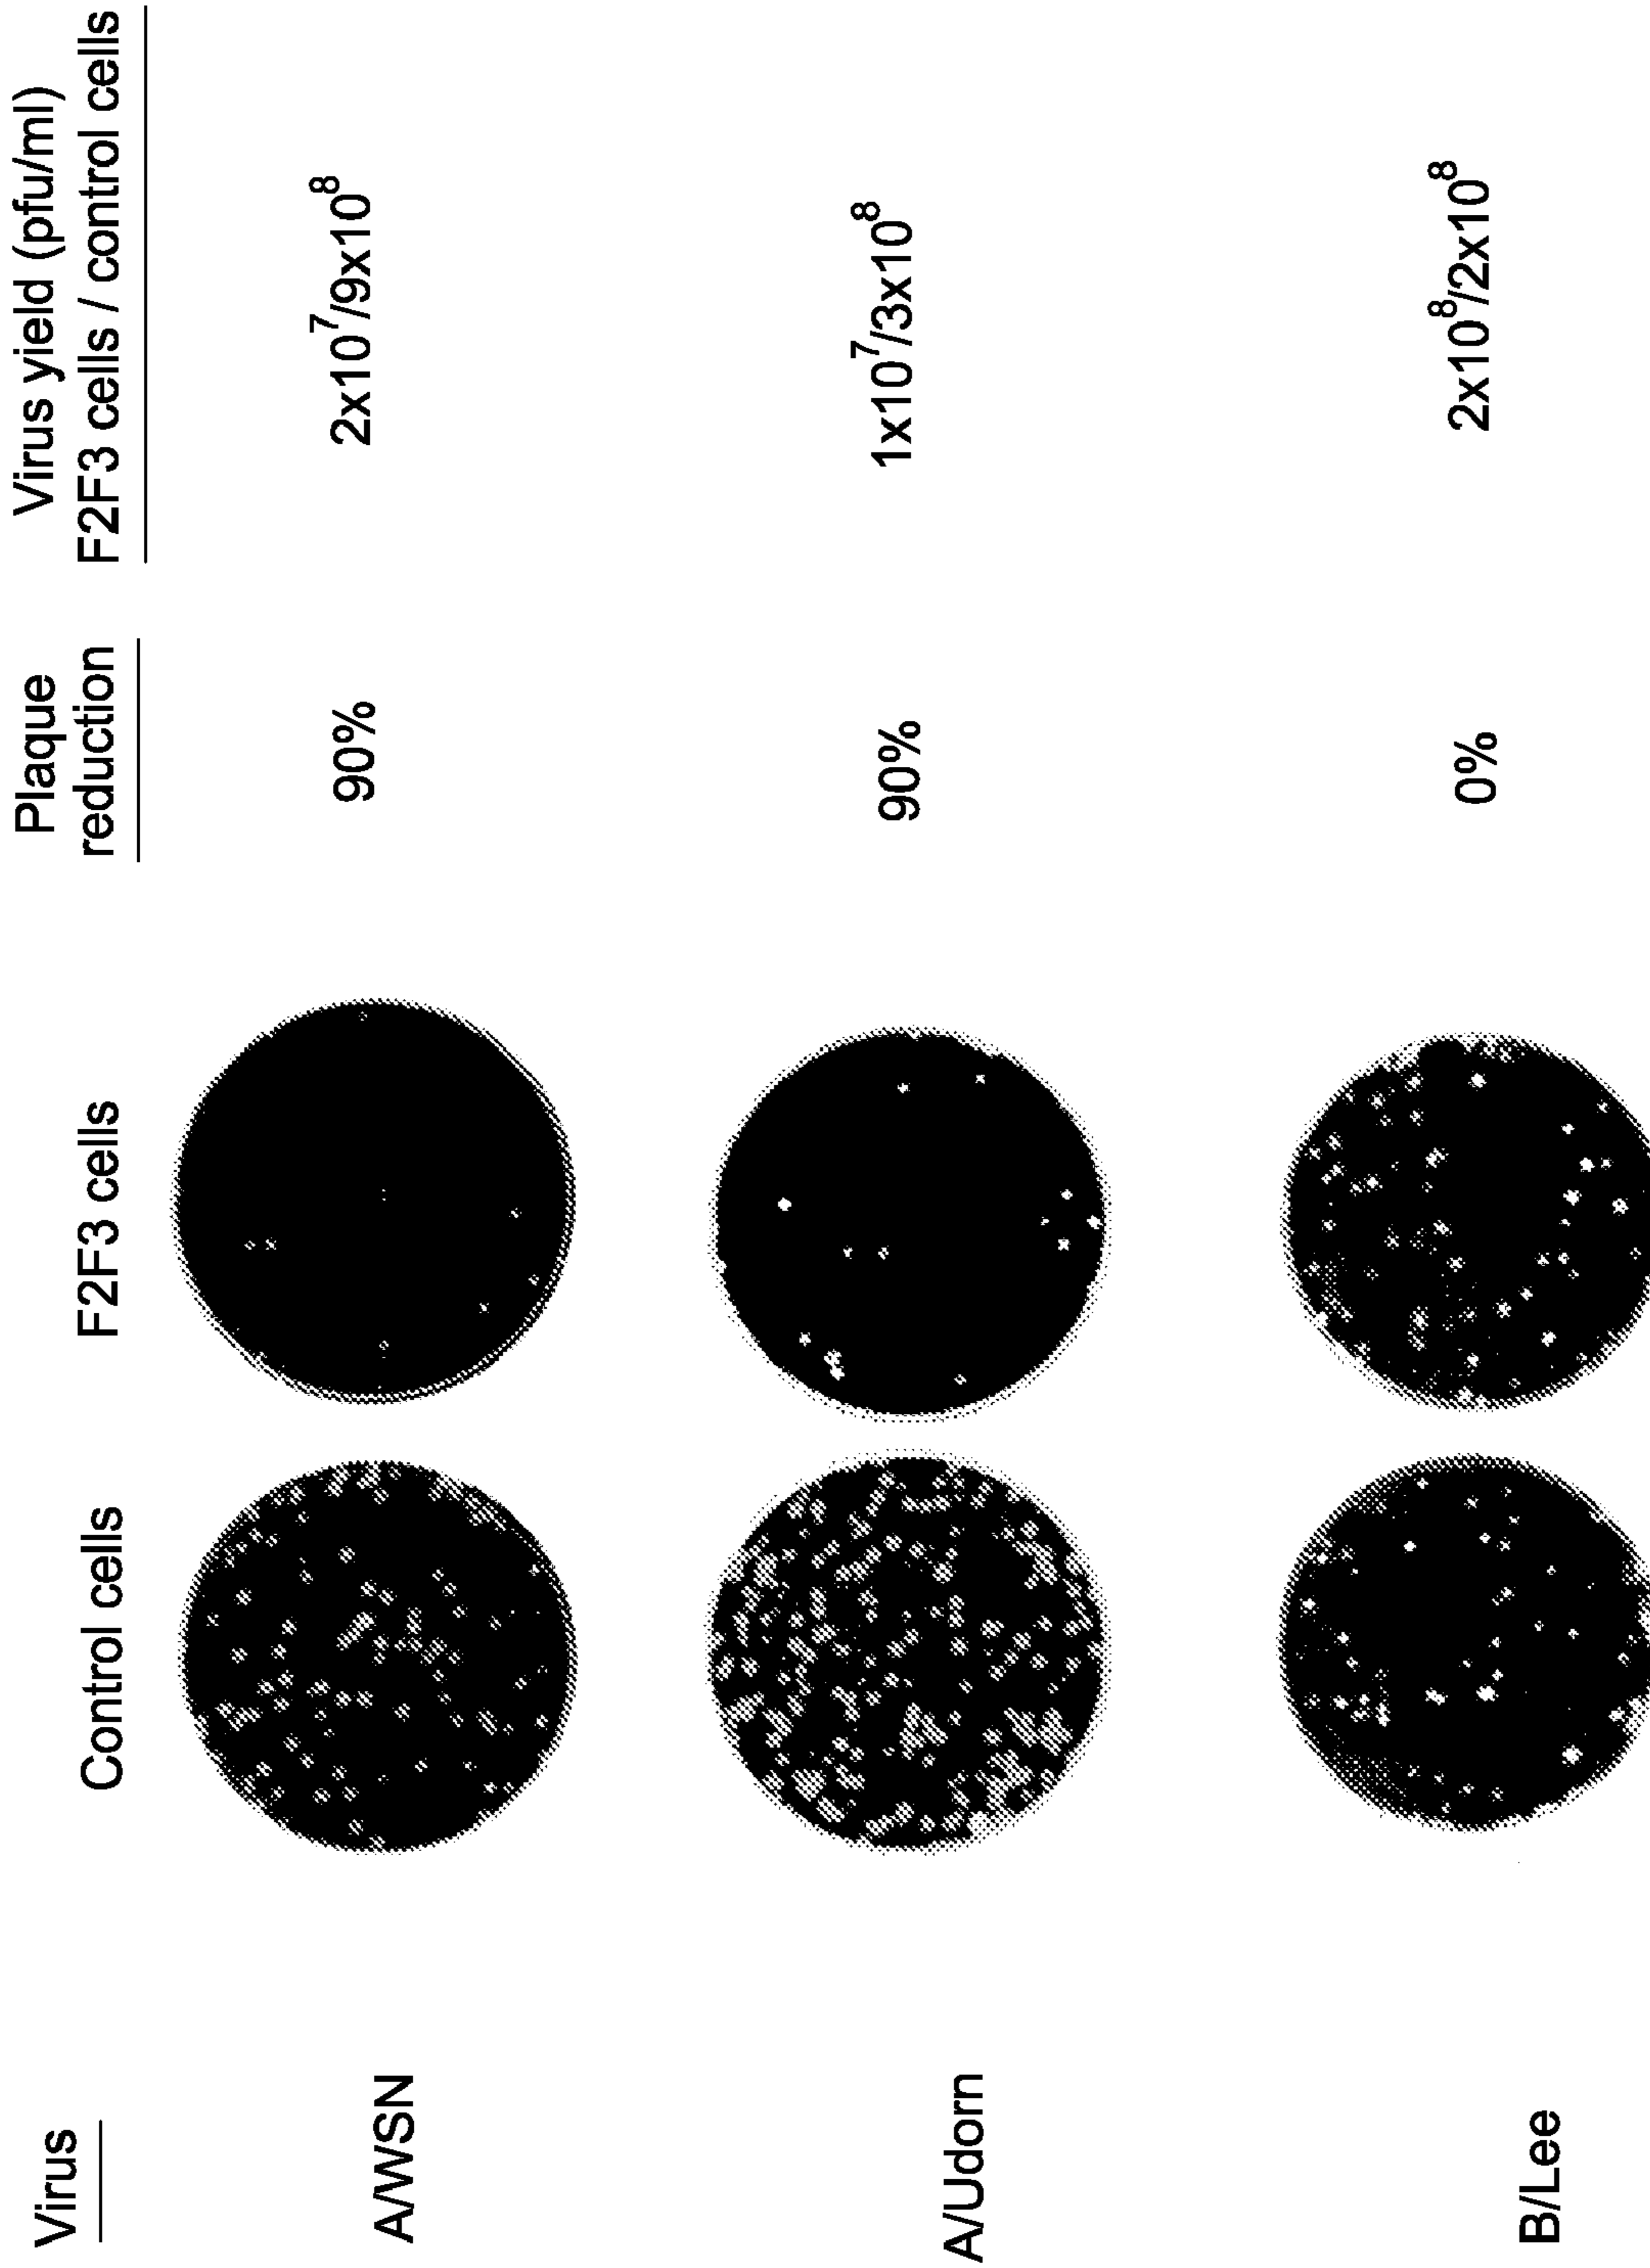 Virus
Control cells
F2F3 cells
Plaque
reduction
Virus yield (pfu/ml)
F2F3 cells / control cells
A/WSN
90%
2x10⁷/9x10⁸
A/Udorn
90%
1x10⁷/3x10⁸
B/Lee
0%
2x10⁸/2x10⁸